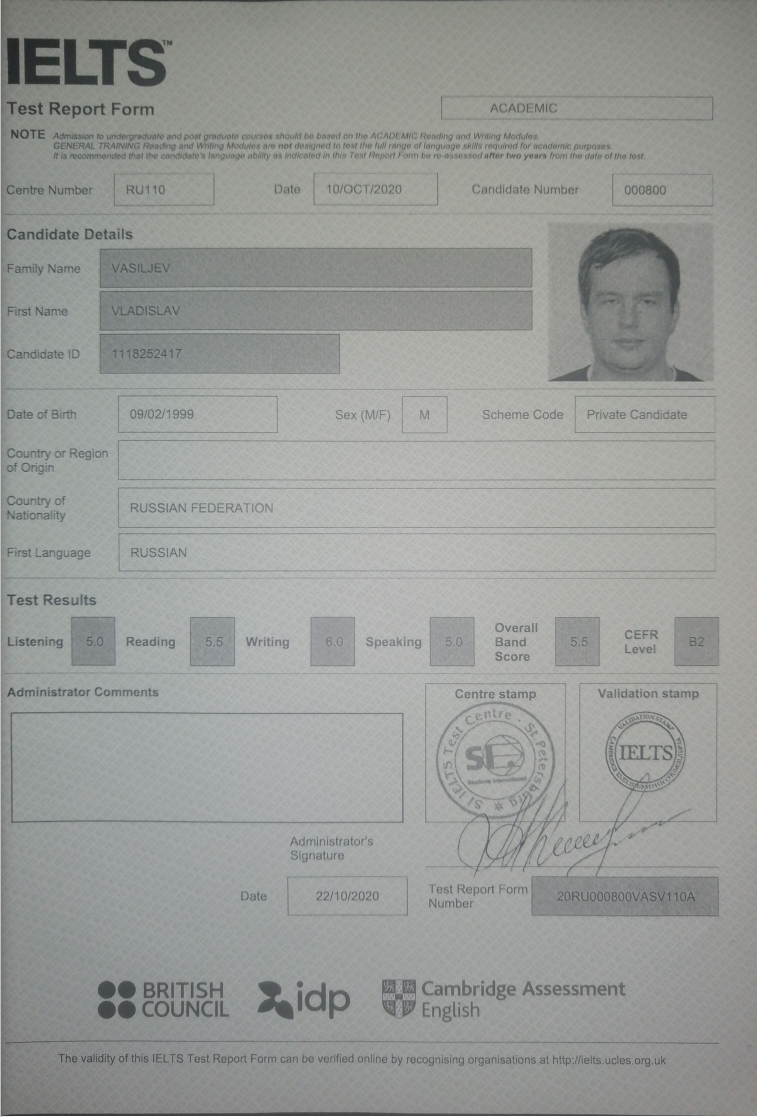 IELTS™
Test Report Form
ACADEMIC
NOTE Admission to undergraduate and post graduate courses should be based on the ACADEMIC Reading and Writing Modules.
GENERAL TRAINING Reading and Writing Modules are not designed to test the full range of language skills required for academic purposes.
It is recommended that the candidate's language ability as indicated in this Test Report Form be re-assessed after two years from the date of the test.
Centre Number RU110 Date 10/OCT/2020 Candidate Number 000800
Candidate Details
Family Name VASILJEV
First Name VLADISLAV
Candidate ID 1118252417
Date of Birth 09/02/1999 Sex (M/F) M Scheme Code Private Candidate
Country or Region
of Origin
Country of
Nationality RUSSIAN FEDERATION
First Language RUSSIAN
Test Results
Listening 5.0 Reading 5.5 Writing 6.0 Speaking 5.0 Overall Band Score 5.5 CEFR Level B2
Administrator Comments
Centre stamp
SI IELTS Test Centre - St.Petersburg
Validation stamp
VALIDATION STAMP
IELTS
Administrator's
Signature
Date 22/10/2020
Test Report Form
Number 20RU000800VASV110A
BRITISH
COUNCIL
idp
Cambridge Assessment
English
The validity of this IELTS Test Report Form can be verified online by recognising organisations at http://ielts.ucles.org.uk